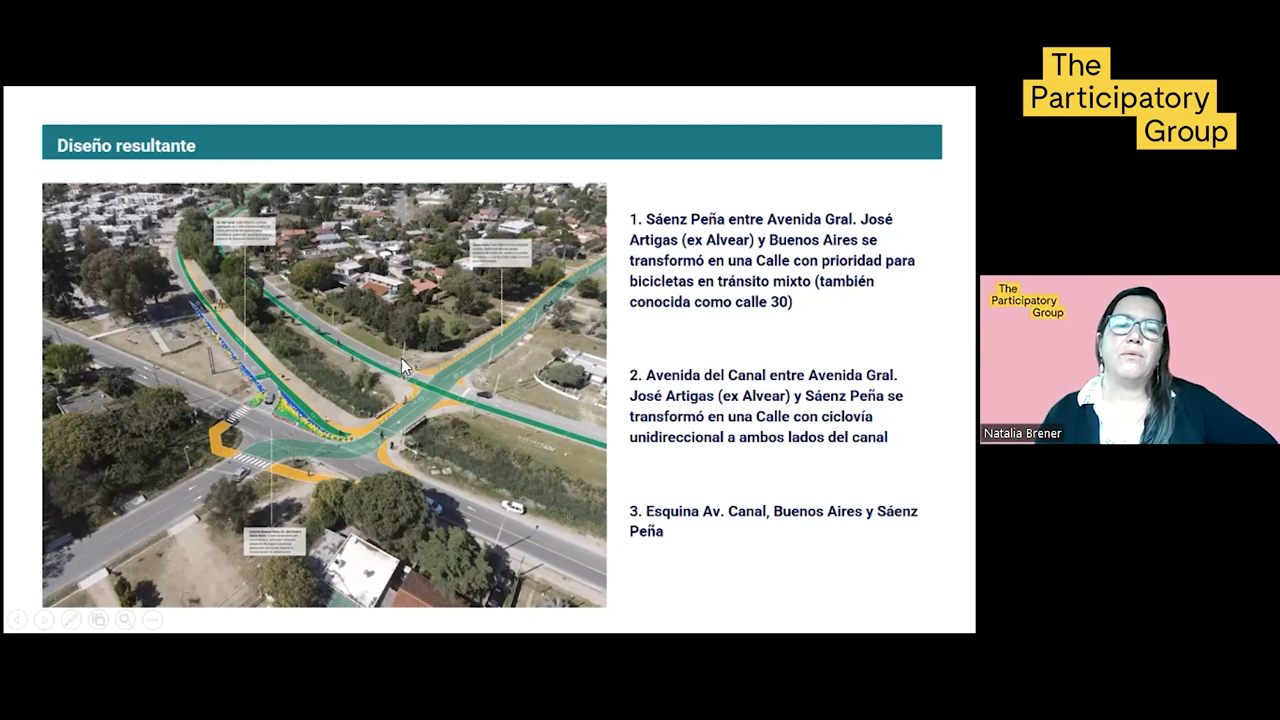 The
Participatory
Group
Diseño resultante
1. Sáenz Peña entre Avenida Gral. José
Artigas (ex Alvear) y Buenos Aires se
transformó en una Calle con prioridad para
bicicletas en tránsito mixto (también
conocida como calle 30)
2. Avenida del Canal entre Avenida Gral.
José Artigas (ex Alvear) y Sáenz Peña se
transformó en una Calle con ciclovía
unidireccional a ambos lados del canal
3. Esquina Av. Canal, Buenos Aires y Sáenz
Peña
The
Participatory
Group
Natalia Brener